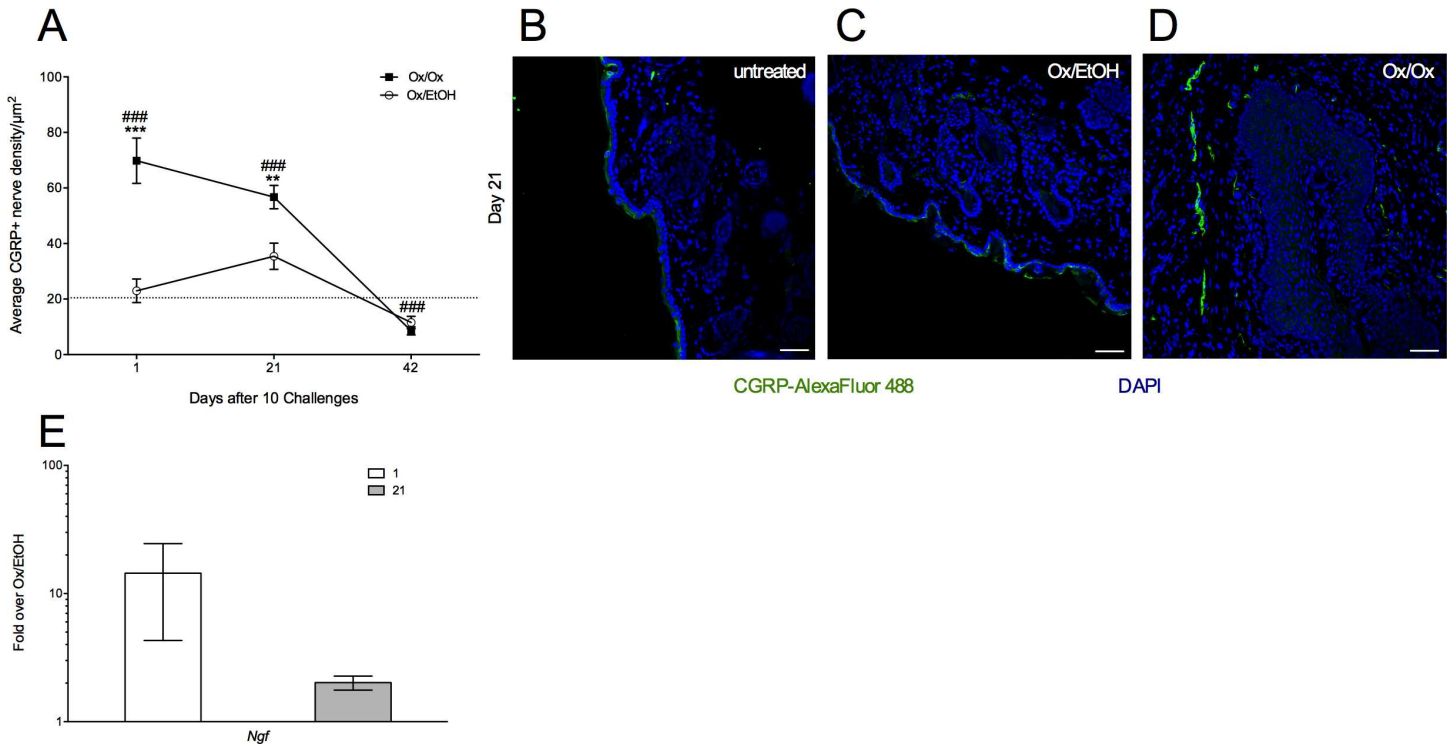 A
Average CGRP+ nerve density/µm²
100
80
60
40
20
0
###
***
###
**
###
Ox/Ox
Ox/EtOH
1
21
42
Days after 10 Challenges
B
untreated
Day 21
C
Ox/EtOH
D
Ox/Ox
CGRP-AlexaFluor 488
DAPI
E
Fold over Ox/EtOH
100
10
1
1
21
Ngf